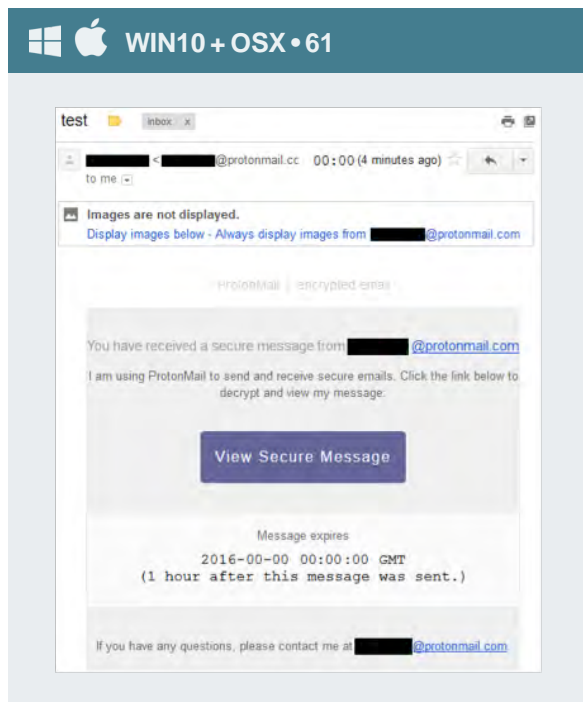 WIN10 + OSX • 61
test Inbox x
< @protonmail.cc 00:00 (4 minutes ago)
to me
Images are not displayed.
Display images below - Always display images from @protonmail.com
ProtonMail | encrypted email
You have received a secure message from @protonmail.com
I am using ProtonMail to send and receive secure emails. Click the link below to
decrypt and view my message:
View Secure Message
Message expires
2016-00-00 00:00:00 GMT
(1 hour after this message was sent.)
If you have any questions, please contact me at @protonmail.com